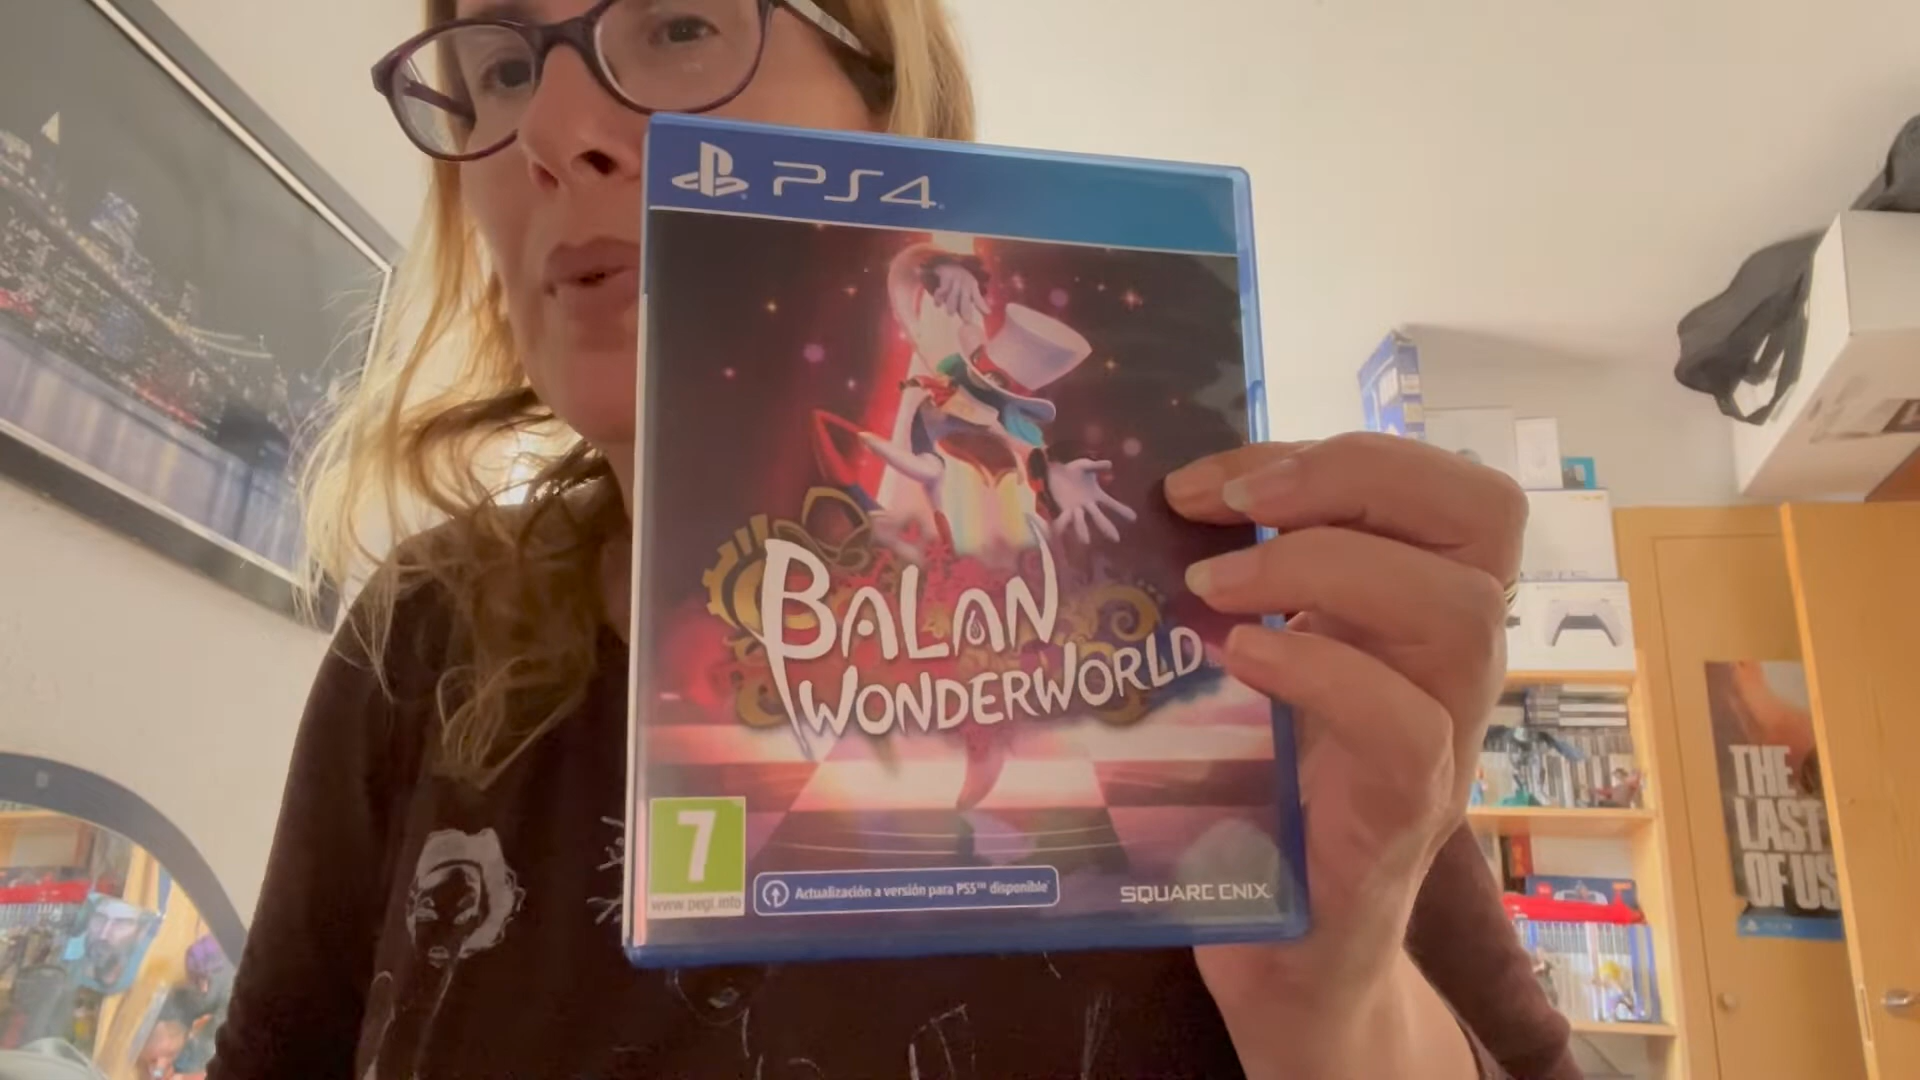 PS4
BALAN
WONDERWORLD
7
www.pegi.info
Actualización a versión para PS5™ disponible
SQUARE ENIX
THE
LAST
OF US